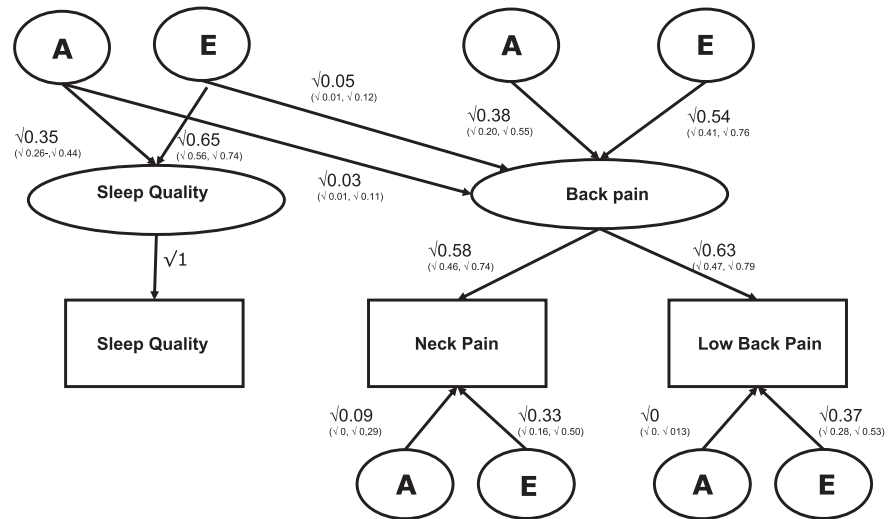 A
E
A
E
√0.05
(√ 0.01, √ 0.12)
√0.38
(√ 0.20, √ 0.55)
√0.54
(√ 0.41, √ 0.76
√0.35
(√ 0.26-,√ 0.44)
√0.65
(√ 0.56, √ 0.74)
√0.03
(√ 0.01, √ 0.11)
Sleep Quality
Back pain
√1
√0.58
(√ 0.46, √ 0.74)
√0.63
(√ 0.47, √ 0.79
Sleep Quality
Neck Pain
Low Back Pain
√0.09
(√ 0, √ 0,29)
√0.33
(√ 0.16, √ 0.50)
√0
(√ 0. √ 013)
√0.37
(√ 0.28, √ 0.53)
A
E
A
E